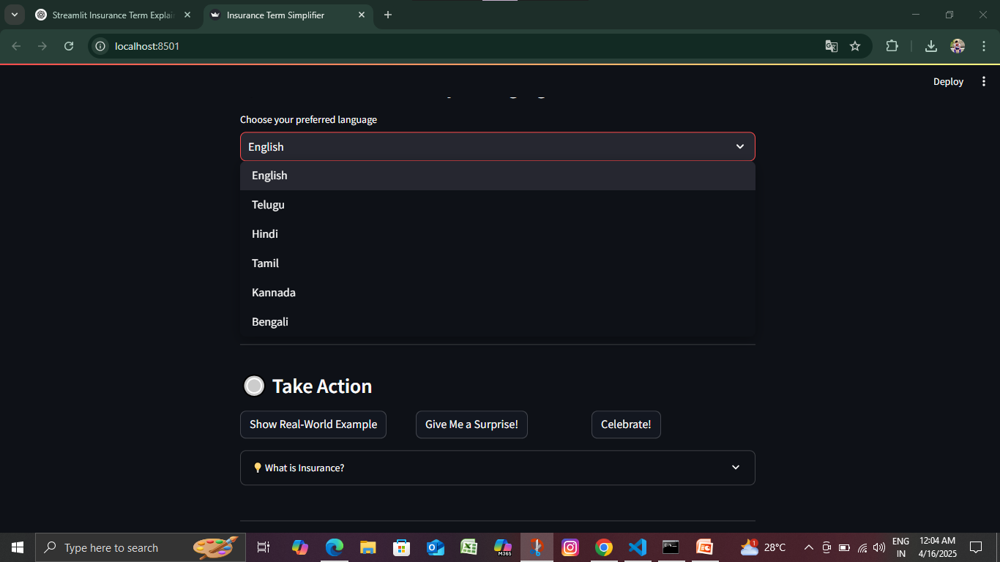 Streamlit Insurance Term Explai
Insurance Term Simplifier
localhost:8501
Deploy
Choose your preferred language
English
English
Telugu
Hindi
Tamil
Kannada
Bengali
Take Action
Show Real-World Example
Give Me a Surprise!
Celebrate!
What is Insurance?
Type here to search
M365
1
28°C
ENG
IN
12:04 AM
4/16/2025